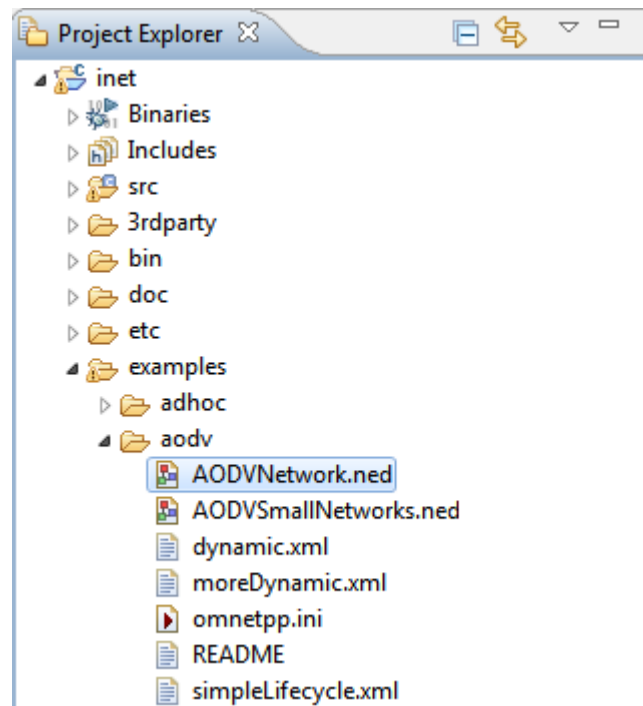 Project Explorer
inet
Binaries
Includes
src
3rdparty
bin
doc
etc
examples
adhoc
aodv
AODVNetwork.ned
AODVSmallNetworks.ned
dynamic.xml
moreDynamic.xml
omnetpp.ini
README
simpleLifecycle.xml